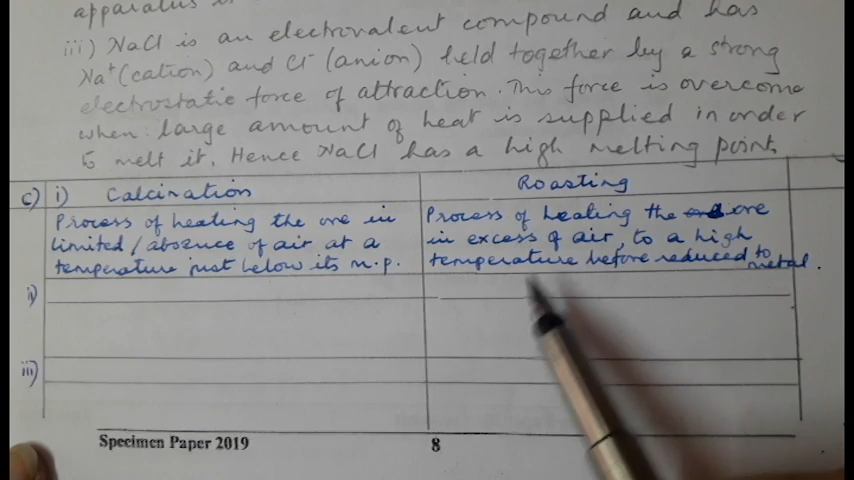 apparatus
iii) NaCl is an electrovalent compound and has
Na⁺(cation) and Cl⁻(anion) held together by a strong
electrostatic force of attraction. This force is overcome
when large amount of heat is supplied in order
to melt it. Hence NaCl has a high melting point.
c) i) Calcination Roasting
Process of heating the ore in
limited/absence of air at a
temperature just below its m.p.
Process of heating the ore
in excess of air, to a high
temperature before reduced to metal.
ii)
iii)
Specimen Paper 2019 8